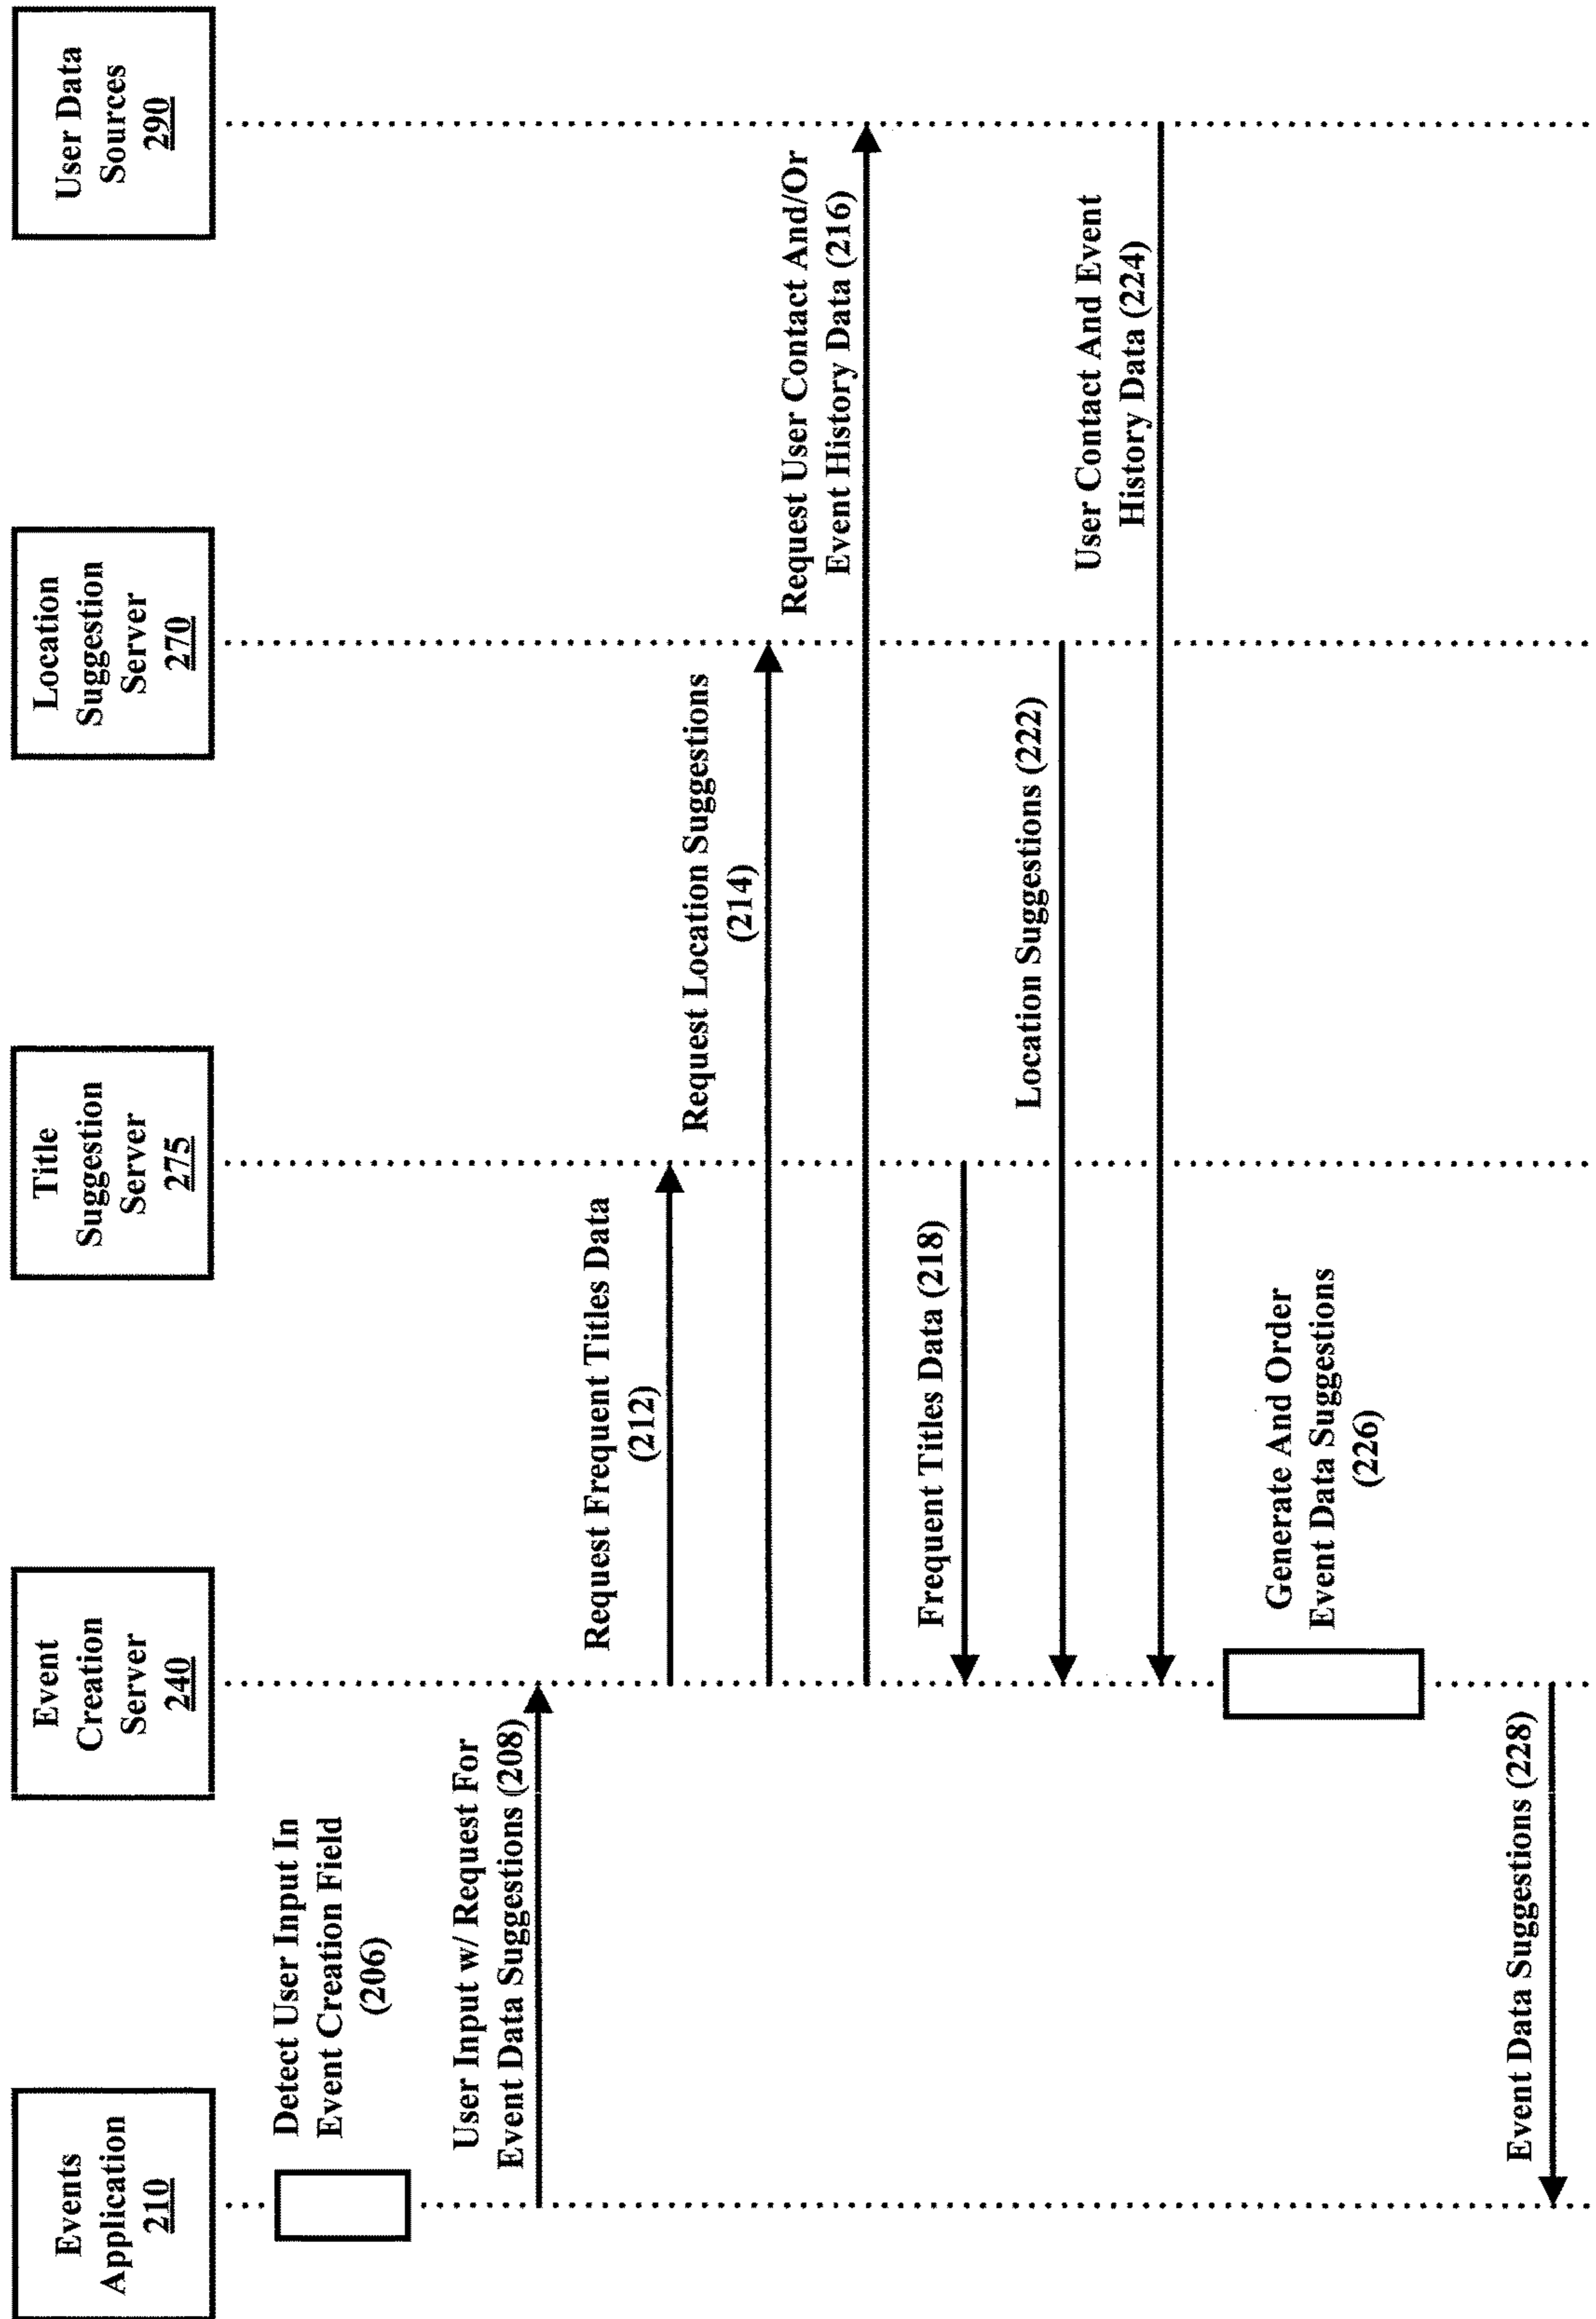 Events
Application
210
Event
Creation
Server
240
Title
Suggestion
Server
275
Location
Suggestion
Server
270
User Data
Sources
290
Detect User Input In
Event Creation Field
(206)
User Input w/ Request For
Event Data Suggestions (208)
Request Frequent Titles Data
(212)
Request Location Suggestions
(214)
Request User Contact And/Or
Event History Data (216)
Frequent Titles Data (218)
Location Suggestions (222)
User Contact And Event
History Data (224)
Generate And Order
Event Data Suggestions
(226)
Event Data Suggestions (228)